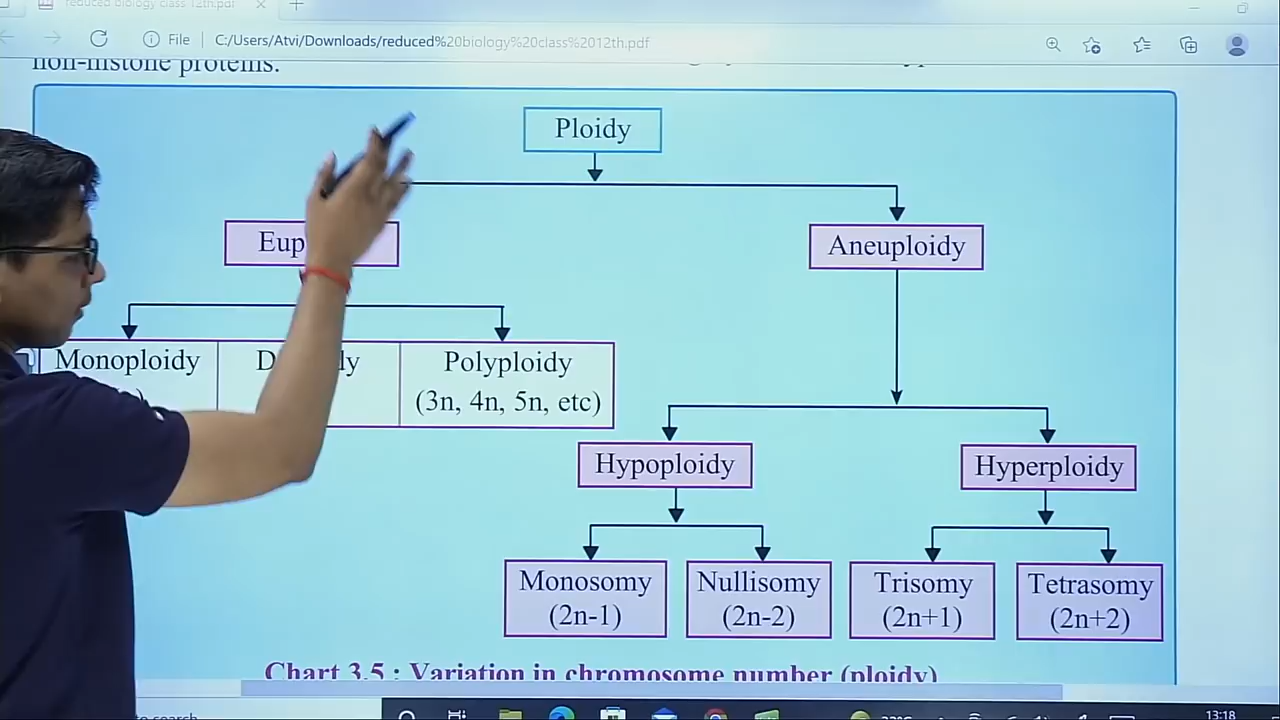 reduced biology class 12th.pdf
File C:/Users/Atvi/Downloads/reduced%20biology%20class%2012th.pdf
non-histone proteins.
Ploidy
Aneuploidy
Monoploidy
Polyploidy
(3n, 4n, 5n, etc)
Hypoploidy Hyperploidy
Monosomy Nullisomy Trisomy Tetrasomy
(2n-1) (2n-2) (2n+1) (2n+2)
Chart 3.5 : Variation in chromosome number (ploidy)
to search
13:18